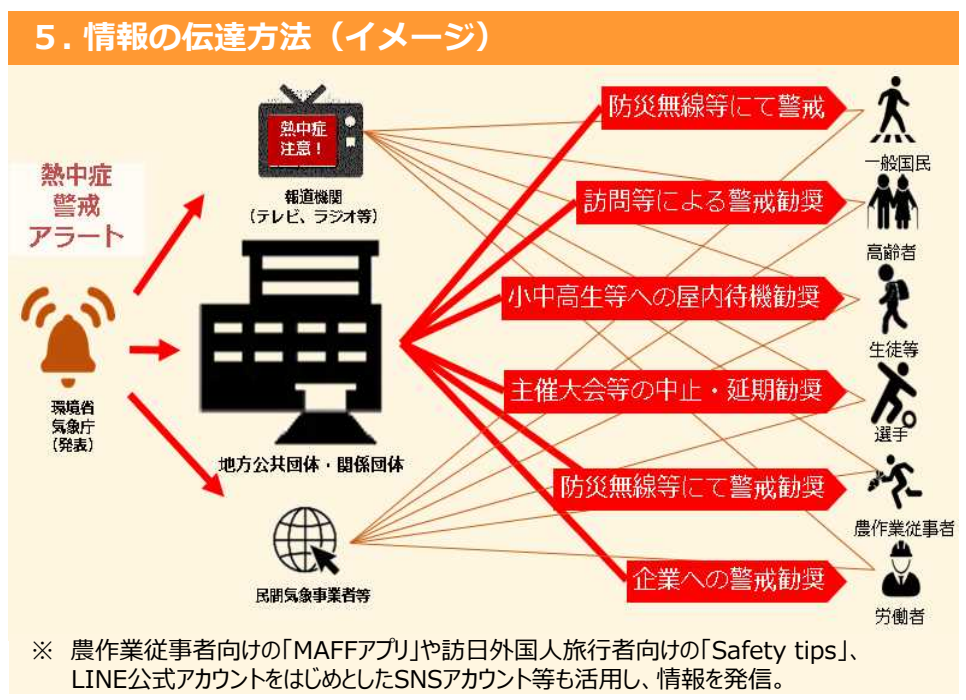 5．情報の伝達方法（イメージ）
熱中症
警戒
アラート
環境省
気象庁
（発表）
熱中症
注意！
報道機関
（テレビ、ラジオ等）
地方公共団体・関係団体
民間気象事業者等
防災無線等にて警戒
訪問等による警戒勧奨
小中高生等への屋内待機勧奨
主催大会等の中止・延期勧奨
防災無線等にて警戒勧奨
企業への警戒勧奨
一般国民
高齢者
生徒等
選手
農作業従事者
労働者
※ 農作業従事者向けの「MAFFアプリ」や訪日外国人旅行者向けの「Safety tips」、
LINE公式アカウントをはじめとしたSNSアカウント等も活用し、情報を発信。